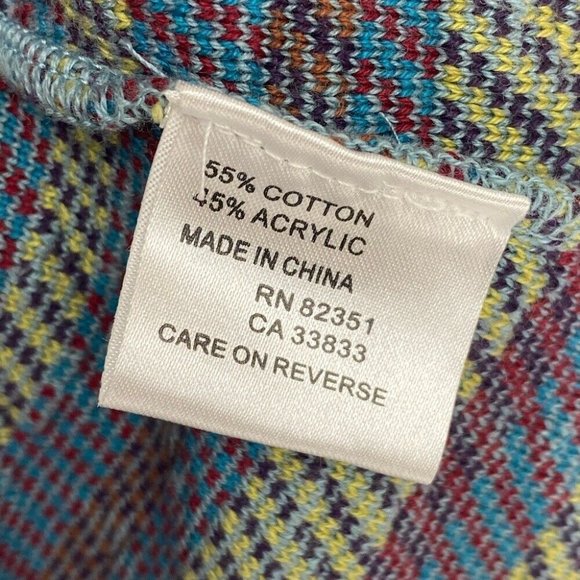 55% COTTON
45% ACRYLIC
MADE IN CHINA
RN 82351
CA 33833
CARE ON REVERSE